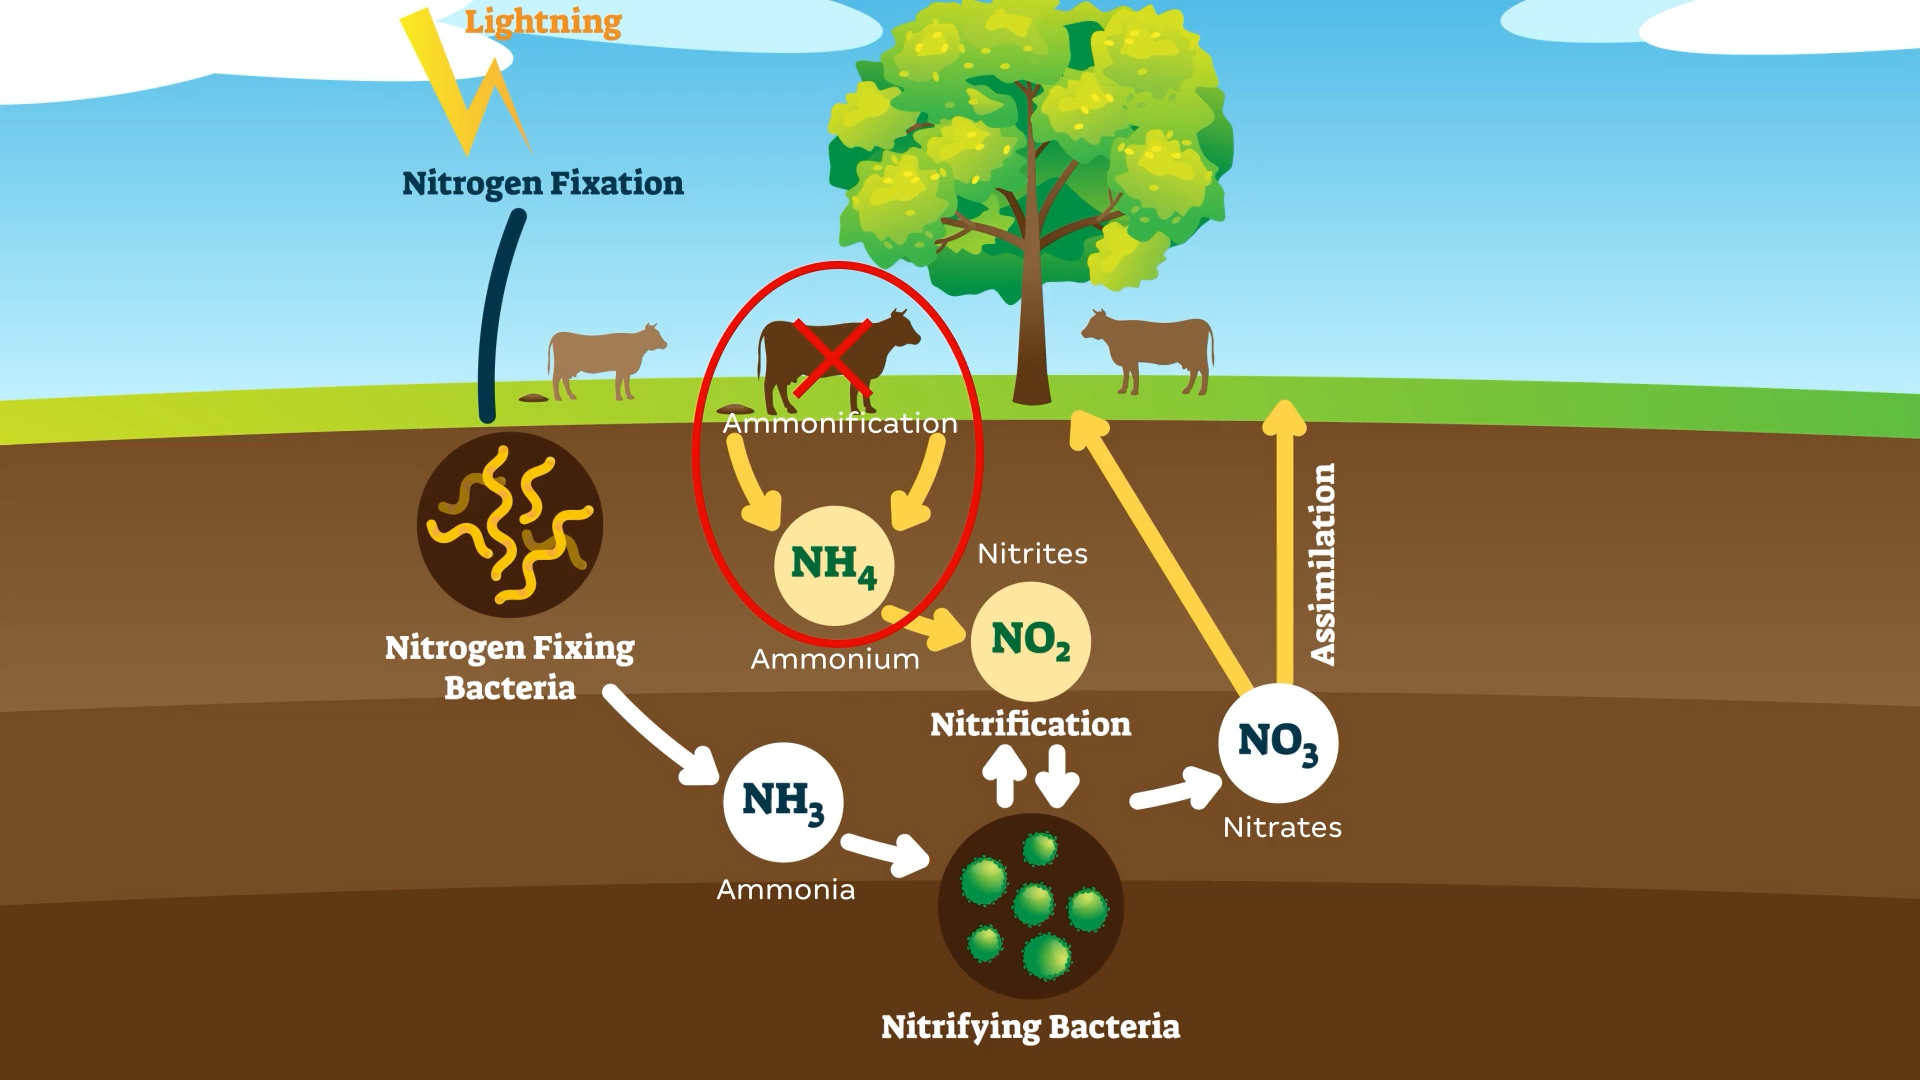 Lightning
Nitrogen Fixation
Ammonification
NH₄
Nitrites
NO₂
Ammonium
Nitrogen Fixing
Bacteria
Nitrification
Assimilation
NO₃
Nitrates
NH₃
Ammonia
Nitrifying Bacteria